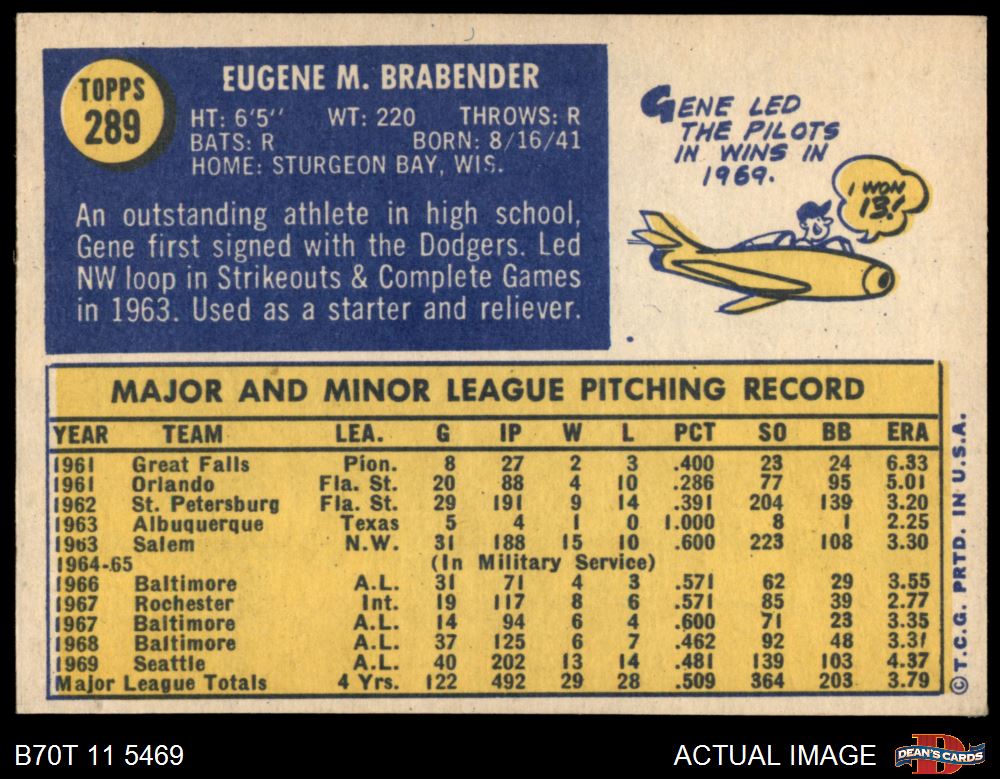 TOPPS
289
EUGENE M. BRABENDER
HT: 6'5" WT: 220 THROWS: R
BATS: R BORN: 8/16/41
HOME: STURGEON BAY, WIS.
An outstanding athlete in high school,
Gene first signed with the Dodgers. Led
NW loop in Strikeouts & Complete Games
in 1963. Used as a starter and reliever.
GENE LED
THE PILOTS
IN WINS IN
1969.
I WON
13!
MAJOR AND MINOR LEAGUE PITCHING RECORD
YEAR TEAM LEA. G IP W L PCT SO BB ERA
1961 Great Falls Pion. 8 27 2 3 .400 23 24 6.33
1961 Orlando Fla. St. 20 88 4 10 .286 77 95 5.01
1962 St. Petersburg Fla. St. 29 191 9 14 .391 204 139 3.20
1963 Albuquerque Texas 5 4 1 0 1.000 8 1 2.25
1963 Salem N.W. 31 188 15 10 .600 223 108 3.30
1964-65 (In Military Service)
1966 Baltimore A.L. 31 71 4 3 .571 62 29 3.55
1967 Rochester Int. 19 117 8 6 .571 85 39 2.77
1967 Baltimore A.L. 14 94 6 4 .600 71 23 3.35
1968 Baltimore A.L. 37 125 6 7 .462 92 48 3.31
1969 Seattle A.L. 40 202 13 14 .481 139 103 4.37
Major League Totals 4 Yrs. 122 492 29 28 .509 364 203 3.79
© T.C.G. PRTD. IN U.S.A.
B70T 11 5469
ACTUAL IMAGE
D
DEAN'S CARDS